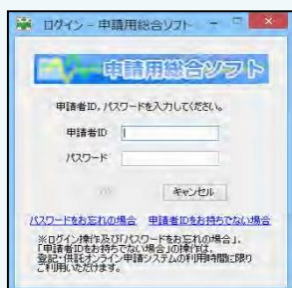 ログイン - 申請用総合ソフト
申請用総合ソフト
申請者ID，パスワードを入力してください。
申請者ID
パスワード
キャンセル
パスワードをお忘れの場合 申請者IDをお持ちでない場合
※ログイン操作及び「パスワードをお忘れの場合」、
「申請者IDをお持ちでない場合」の操作は、
登記・供託オンライン申請システムの利用時間に限り
ご利用いただけます。